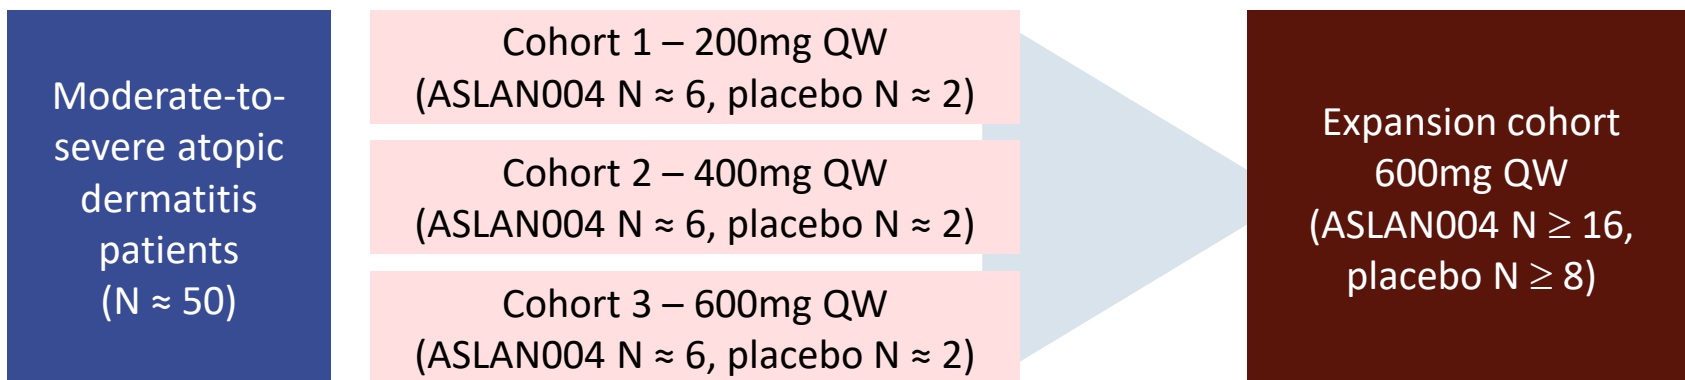 Moderate-to-
severe atopic
dermatitis
patients
(N ≈ 50)
Cohort 1 – 200mg QW
(ASLAN004 N ≈ 6, placebo N ≈ 2)
Cohort 2 – 400mg QW
(ASLAN004 N ≈ 6, placebo N ≈ 2)
Cohort 3 – 600mg QW
(ASLAN004 N ≈ 6, placebo N ≈ 2)
Expansion cohort
600mg QW
(ASLAN004 N ≥ 16,
placebo N ≥ 8)